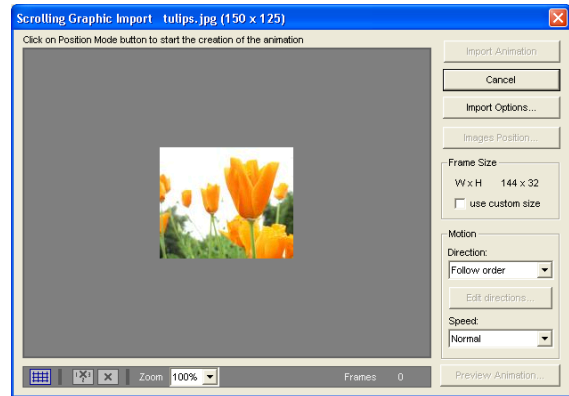 Scrolling Graphic Import tulips.jpg (150 x 125)
Click on Position Mode button to start the creation of the animation
Import Animation
Cancel
Import Options...
Images Position...
Frame Size
W x H 144 x 32
use custom size
Motion
Direction:
Follow order
Edit directions...
Speed:
Normal
Zoom 100% Frames 0
Preview Animation...